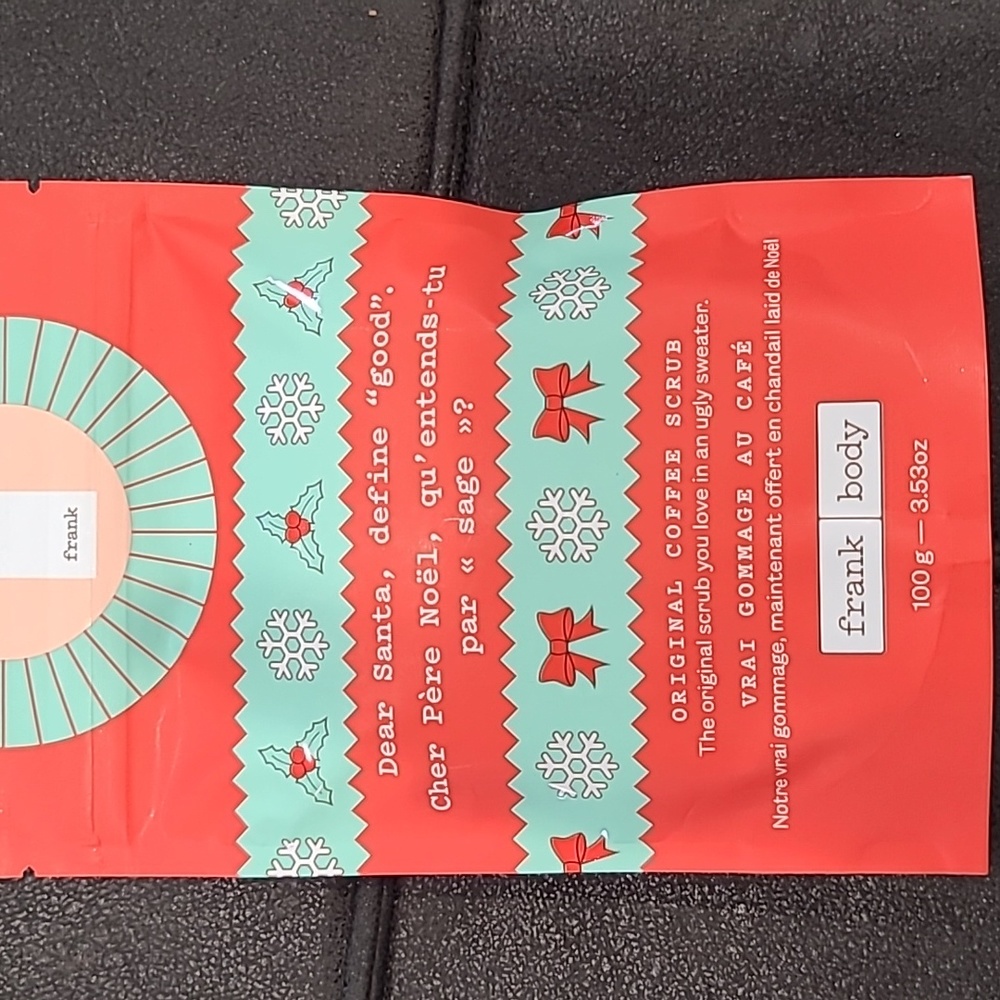 frank
Dear Santa, define “good”.
Cher Père Noël, qu’entends-tu
par « sage »?
ORIGINAL COFFEE SCRUB
The original scrub you love in an ugly sweater.
VRAI GOMMAGE AU CAFÉ
Notre vrai gommage, maintenant offert en chandail laid de Noël
frank body
100 g — 3.53oz